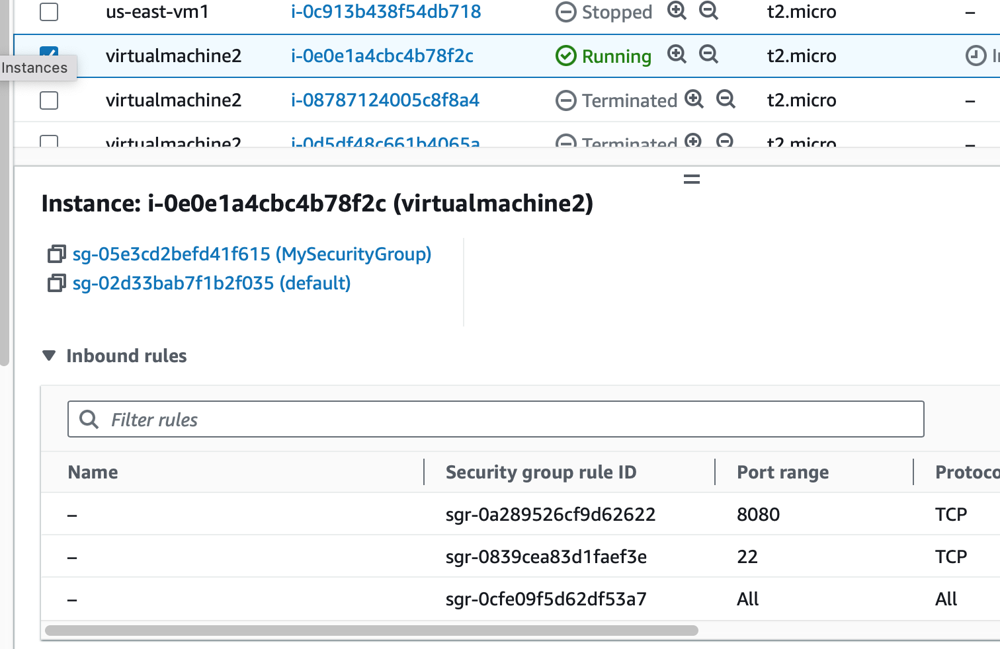 us-east-vm1 i-0c913b438f54db718 Stopped t2.micro –
virtualmachine2 i-0e0e1a4cbc4b78f2c Running t2.micro
Instances
virtualmachine2 i-08787124005c8f8a4 Terminated t2.micro –
virtualmachine2 i-0d5df48c661b4065a Terminated t2.micro –
Instance: i-0e0e1a4cbc4b78f2c (virtualmachine2)
sg-05e3cd2befd41f615 (MySecurityGroup)
sg-02d33bab7f1b2f035 (default)
Inbound rules
Filter rules
Name Security group rule ID Port range Protoco
– sgr-0a289526cf9d62622 8080 TCP
– sgr-0839cea83d1faef3e 22 TCP
– sgr-0cfe09f5d62df53a7 All All